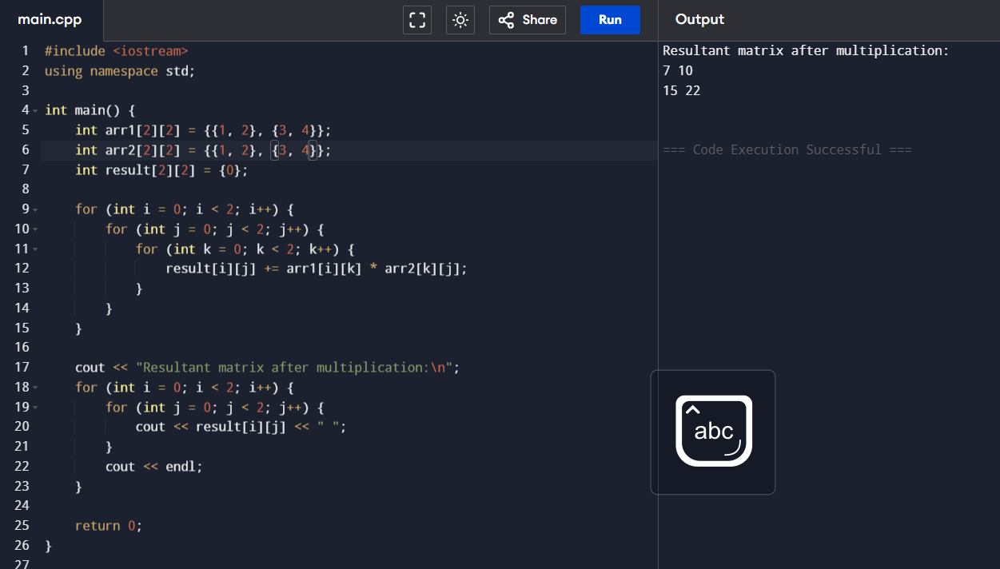 main.cpp
Share
Run
Output
1 #include <iostream>
2 using namespace std;
3
4 int main() {
5     int arr1[2][2] = {{1, 2}, {3, 4}};
6     int arr2[2][2] = {{1, 2}, {3, 4}};
7     int result[2][2] = {0};
8
9     for (int i = 0; i < 2; i++) {
10         for (int j = 0; j < 2; j++) {
11             for (int k = 0; k < 2; k++) {
12                 result[i][j] += arr1[i][k] * arr2[k][j];
13             }
14         }
15     }
16
17     cout << "Resultant matrix after multiplication:\n";
18     for (int i = 0; i < 2; i++) {
19         for (int j = 0; j < 2; j++) {
20             cout << result[i][j] << " ";
21         }
22         cout << endl;
23     }
24
25     return 0;
26 }
27
Resultant matrix after multiplication:
7 10
15 22
=== Code Execution Successful ===
abc